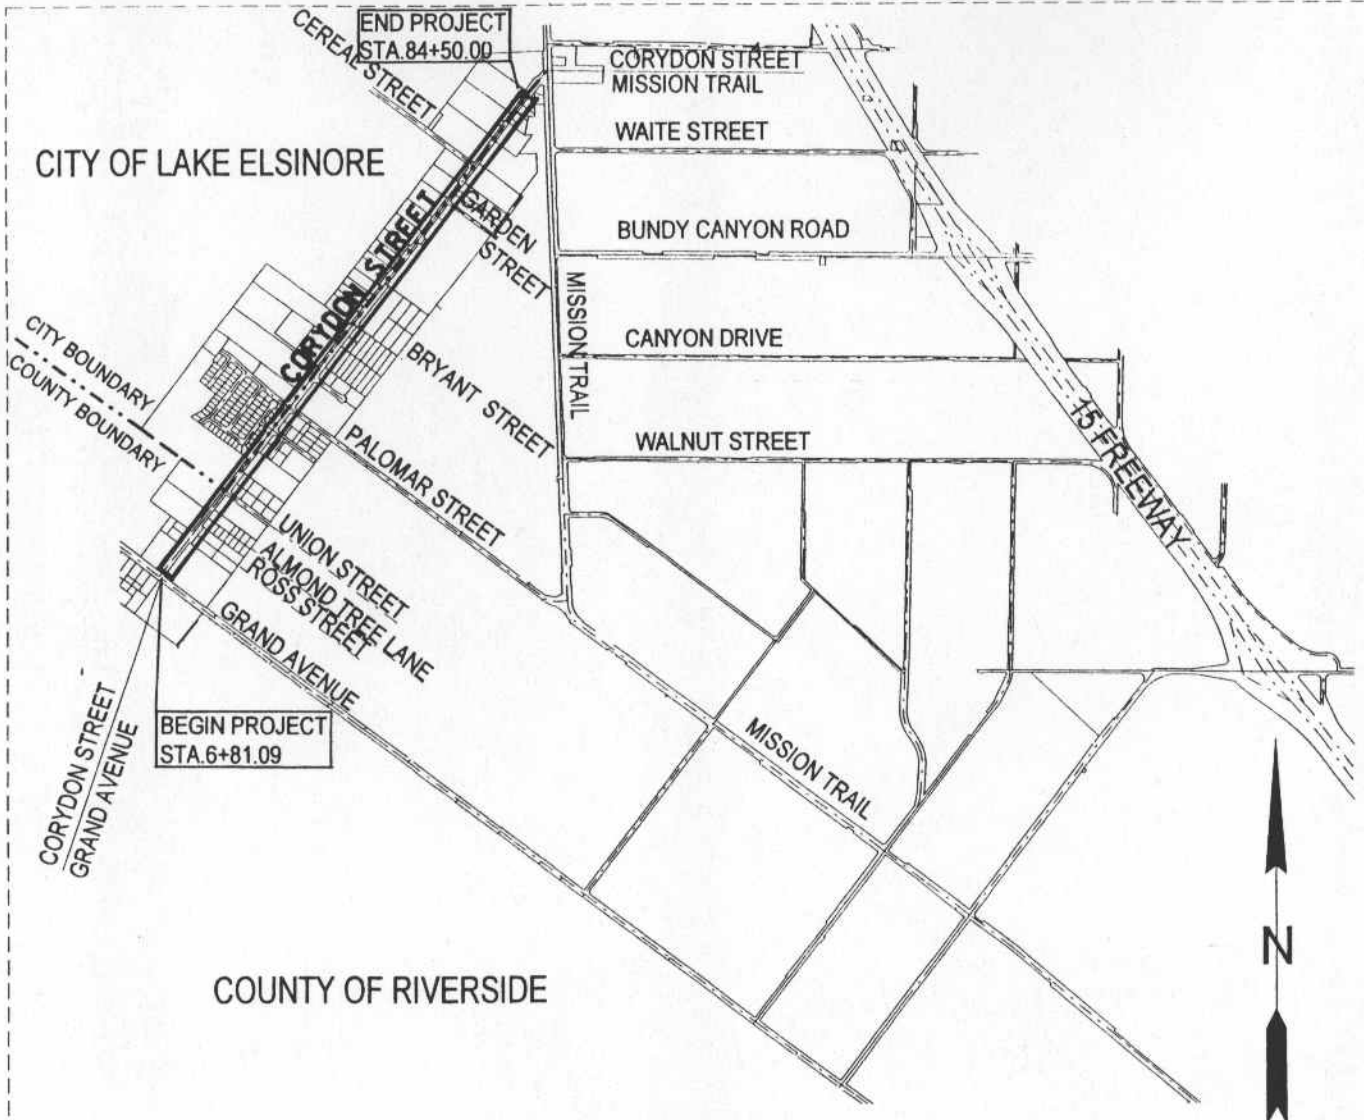 END PROJECT
STA.84+50.00
CEREAL STREET
CORYDON STREET
MISSION TRAIL
WAITE STREET
CITY OF LAKE ELSINORE
GARDEN
STREET
BUNDY CANYON ROAD
CORYDON STREET
MISSION TRAIL
CANYON DRIVE
CITY BOUNDARY
COUNTY BOUNDARY
BRYANT STREET
WALNUT STREET
15 FREEWAY
PALOMAR STREET
UNION STREET
ALMOND TREE LANE
ROSS STREET
GRAND AVENUE
BEGIN PROJECT
STA.6+81.09
CORYDON STREET
GRAND AVENUE
MISSION TRAIL
COUNTY OF RIVERSIDE
N